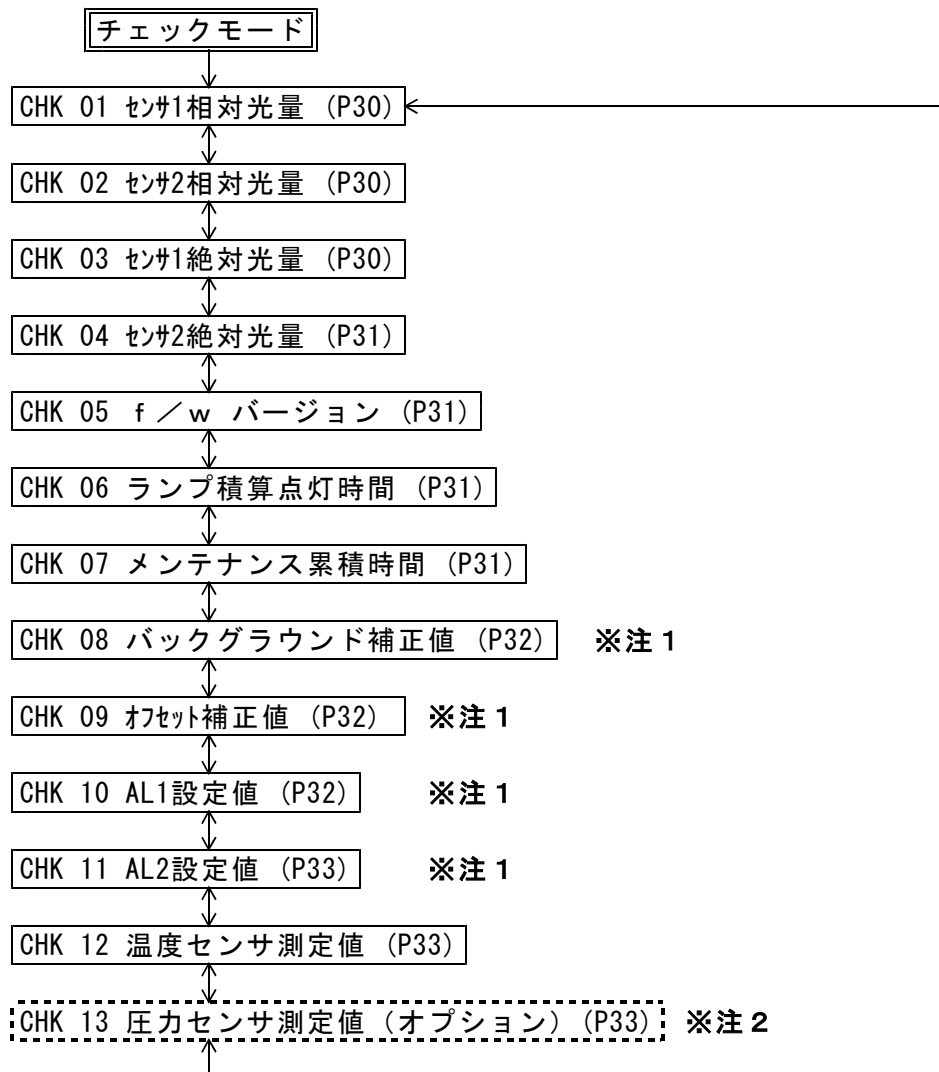 チェックモード
CHK 01 ｾﾝｻ1相対光量 (P30)
CHK 02 ｾﾝｻ2相対光量 (P30)
CHK 03 ｾﾝｻ1絶対光量 (P30)
CHK 04 ｾﾝｻ2絶対光量 (P31)
CHK 05 ｆ／ｗ バージョン (P31)
CHK 06 ランプ積算点灯時間 (P31)
CHK 07 メンテナンス累積時間 (P31)
CHK 08 バックグラウンド補正値 (P32) ※注１
CHK 09 ｵﾌｾｯﾄ補正値 (P32) ※注１
CHK 10 AL1設定値 (P32) ※注１
CHK 11 AL2設定値 (P33) ※注１
CHK 12 温度センサ測定値 (P33)
CHK 13 圧力センサ測定値（オプション）(P33) ※注２